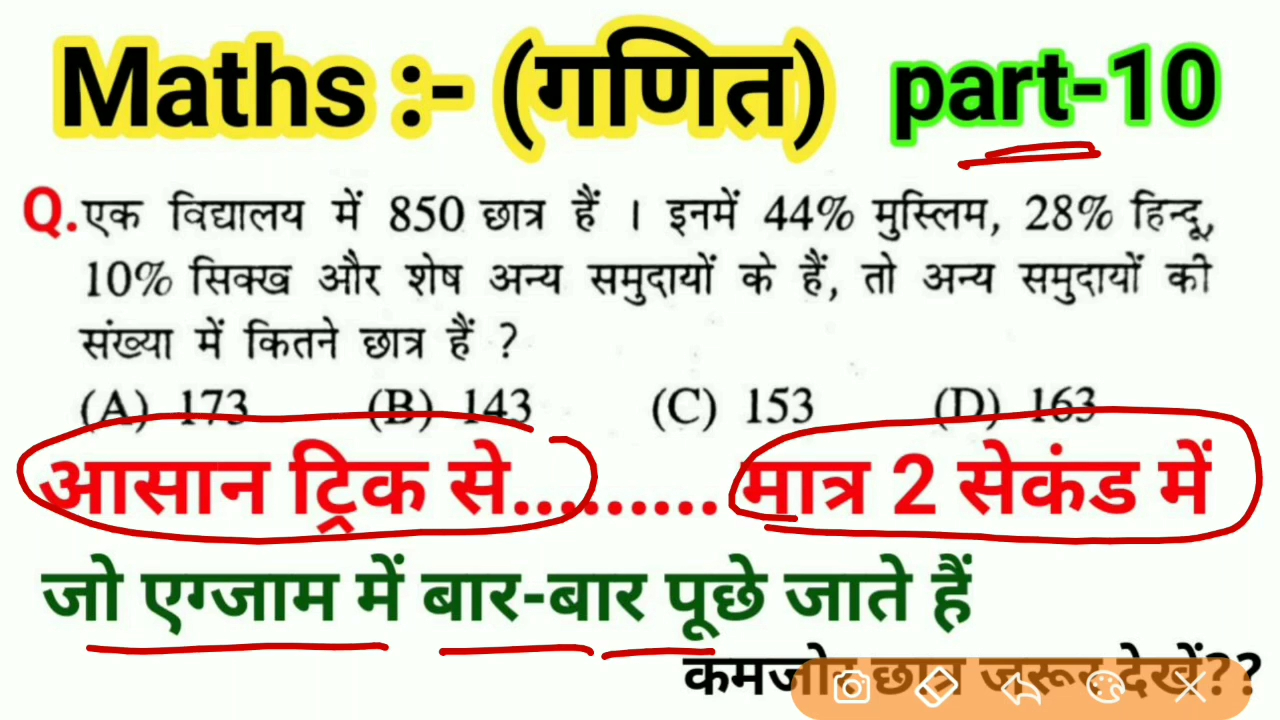 Maths :- (गणित) part-10
Q. एक विद्यालय में 850 छात्र हैं । इनमें 44% मुस्लिम, 28% हिन्दू,
10% सिक्ख और शेष अन्य समुदायों के हैं, तो अन्य समुदायों की
संख्या में कितने छात्र हैं ?
(A) 173 (B) 143 (C) 153 (D) 163
आसान ट्रिक से......... मात्र 2 सेकंड में
जो एग्जाम में बार-बार पूछे जाते हैं
कमजोर छात्र जरूर देखें??